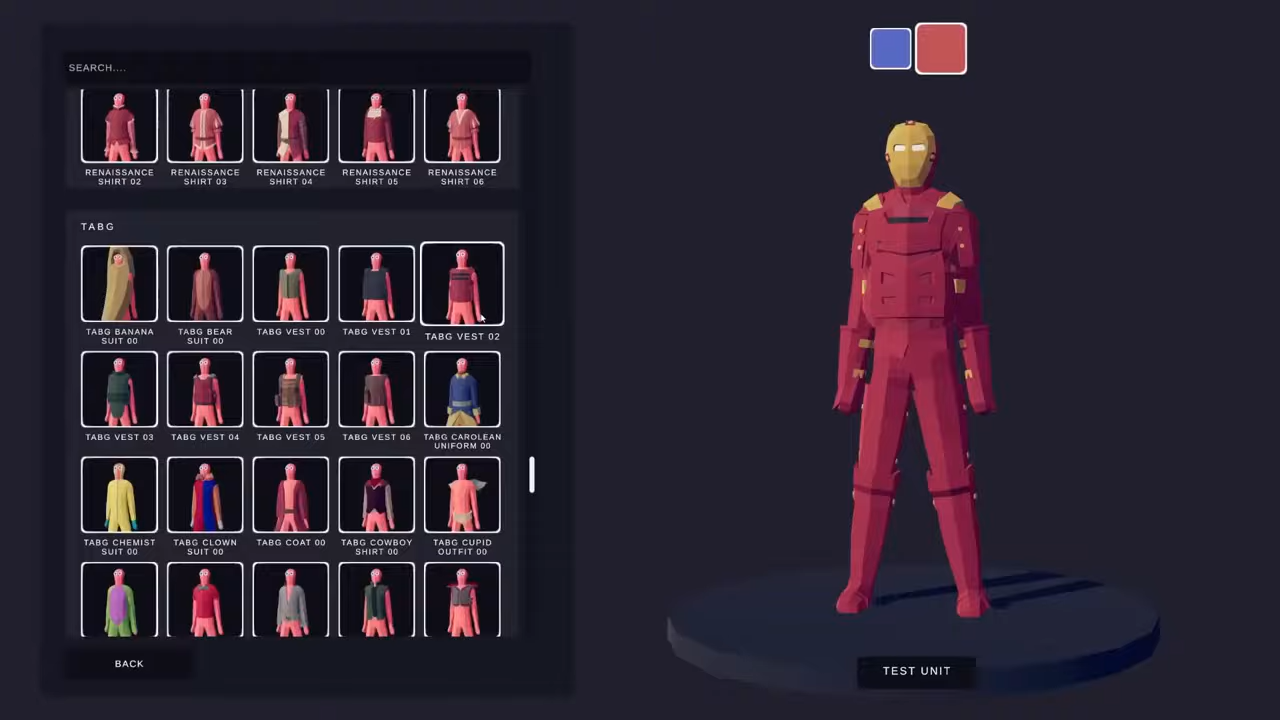 SEARCH....
RENAISSANCE
SHIRT 02
RENAISSANCE
SHIRT 03
RENAISSANCE
SHIRT 04
RENAISSANCE
SHIRT 05
RENAISSANCE
SHIRT 06
TABG
TABG BANANA
SUIT 00
TABG BEAR
SUIT 00
TABG VEST 00
TABG VEST 01
TABG VEST 02
TABG VEST 03
TABG VEST 04
TABG VEST 05
TABG VEST 06
TABG CAROLEAN
UNIFORM 00
TABG CHEMIST
SUIT 00
TABG CLOWN
SUIT 00
TABG COAT 00
TABG COWBOY
SHIRT 00
TABG CUPID
OUTFIT 00
BACK
TEST UNIT